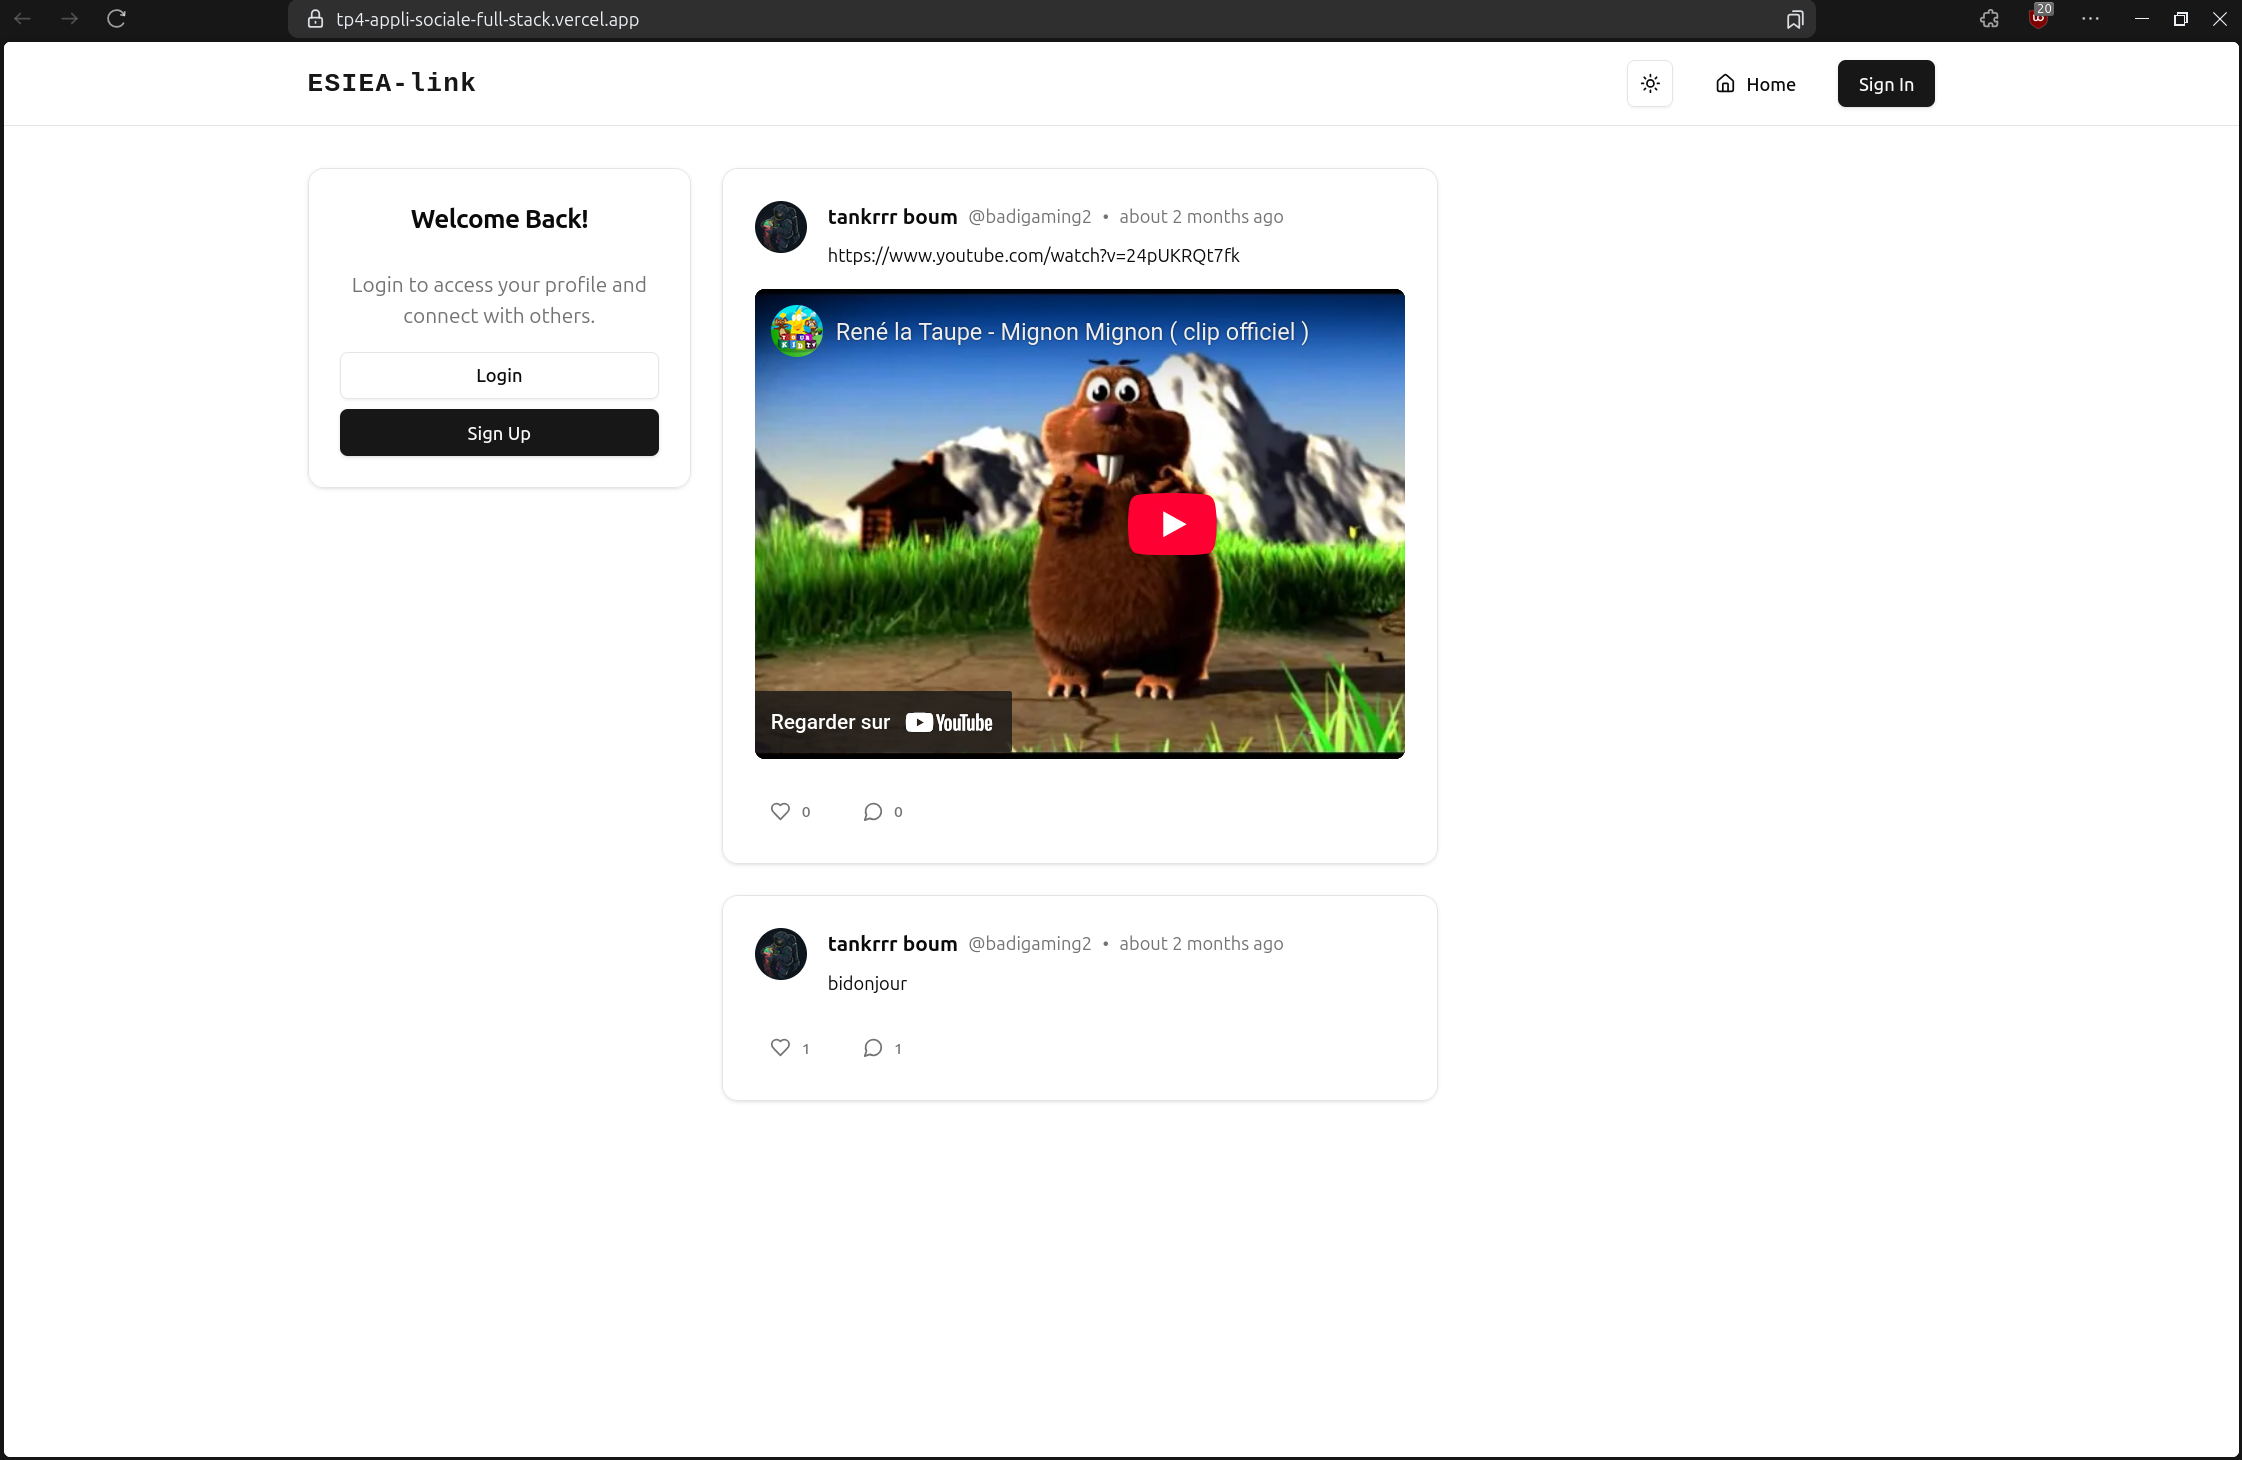 tp4-appli-sociale-full-stack.vercel.app
20
ESIEA-link
Home
Sign In
Welcome Back!
Login to access your profile and
connect with others.
Login
Sign Up
tankrrr boum @badigaming2 • about 2 months ago
https://www.youtube.com/watch?v=24pUKRQt7fk
René la Taupe - Mignon Mignon ( clip officiel )
Regarder sur YouTube
0 0
tankrrr boum @badigaming2 • about 2 months ago
bidonjour
1 1